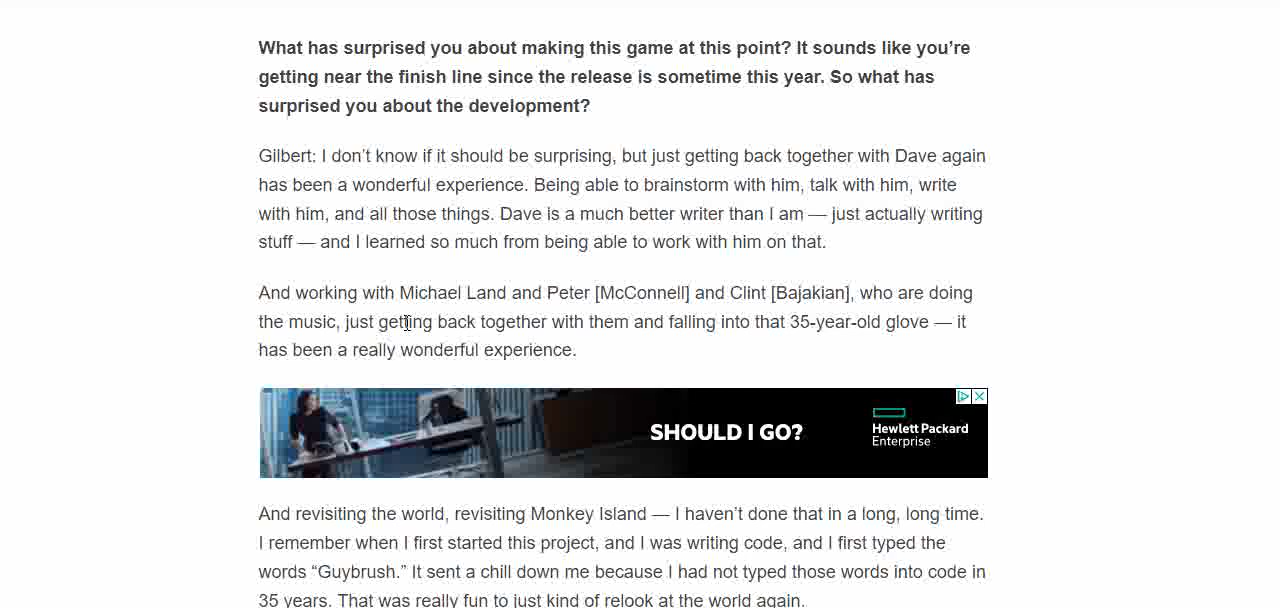 What has surprised you about making this game at this point? It sounds like you’re
getting near the finish line since the release is sometime this year. So what has
surprised you about the development?
Gilbert: I don’t know if it should be surprising, but just getting back together with Dave again
has been a wonderful experience. Being able to brainstorm with him, talk with him, write
with him, and all those things. Dave is a much better writer than I am — just actually writing
stuff — and I learned so much from being able to work with him on that.
And working with Michael Land and Peter [McConnell] and Clint [Bajakian], who are doing
the music, just getting back together with them and falling into that 35-year-old glove — it
has been a really wonderful experience.
SHOULD I GO?
Hewlett Packard
Enterprise
And revisiting the world, revisiting Monkey Island — I haven’t done that in a long, long time.
I remember when I first started this project, and I was writing code, and I first typed the
words “Guybrush.” It sent a chill down me because I had not typed those words into code in
35 years. That was really fun to just kind of relook at the world again.